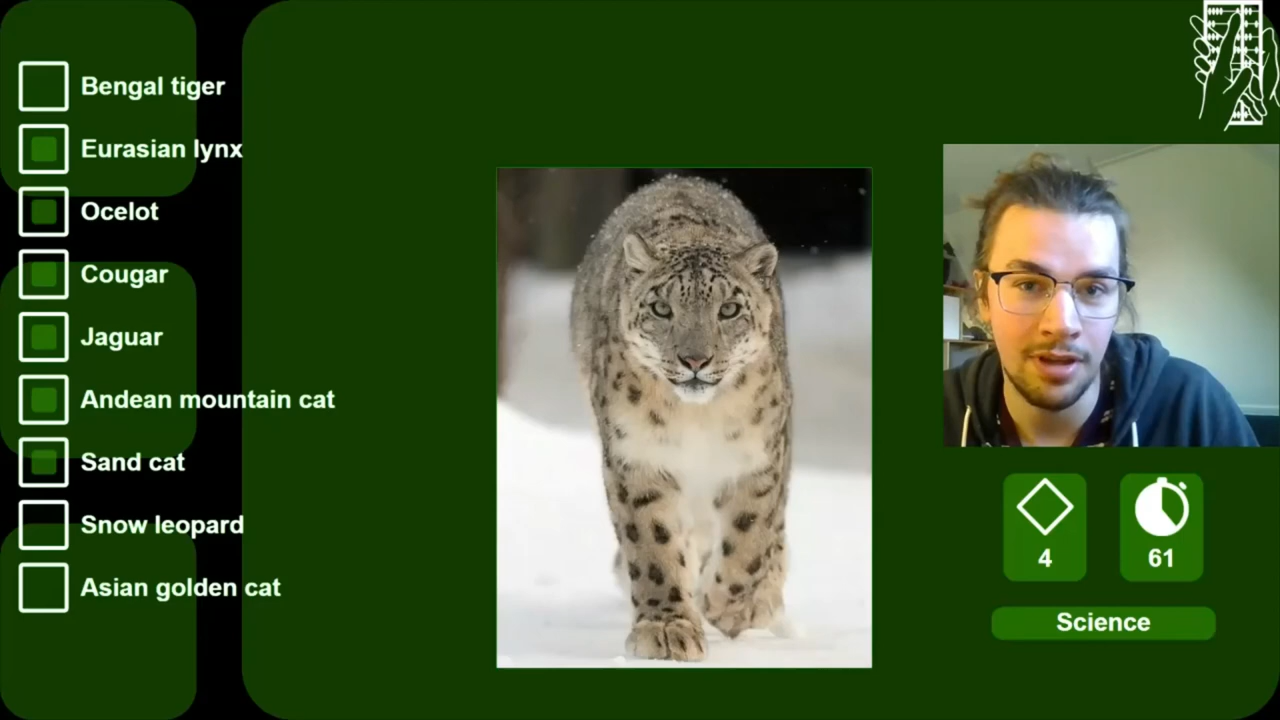 Bengal tiger
Eurasian lynx
Ocelot
Cougar
Jaguar
Andean mountain cat
Sand cat
Snow leopard
Asian golden cat
4
61
Science